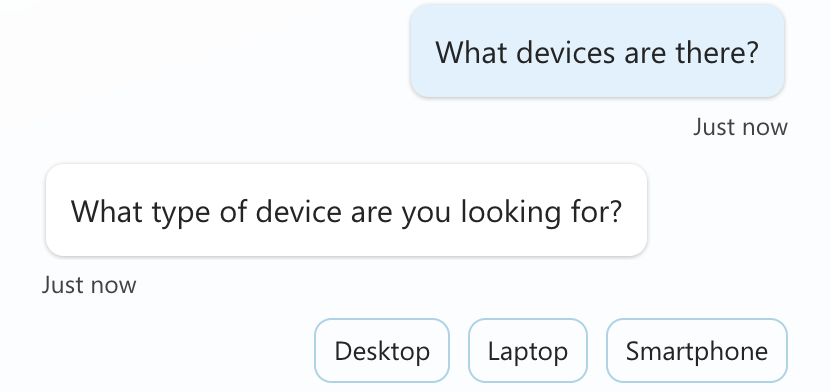 What devices are there?
Just now
What type of device are you looking for?
Just now
Desktop
Laptop
Smartphone